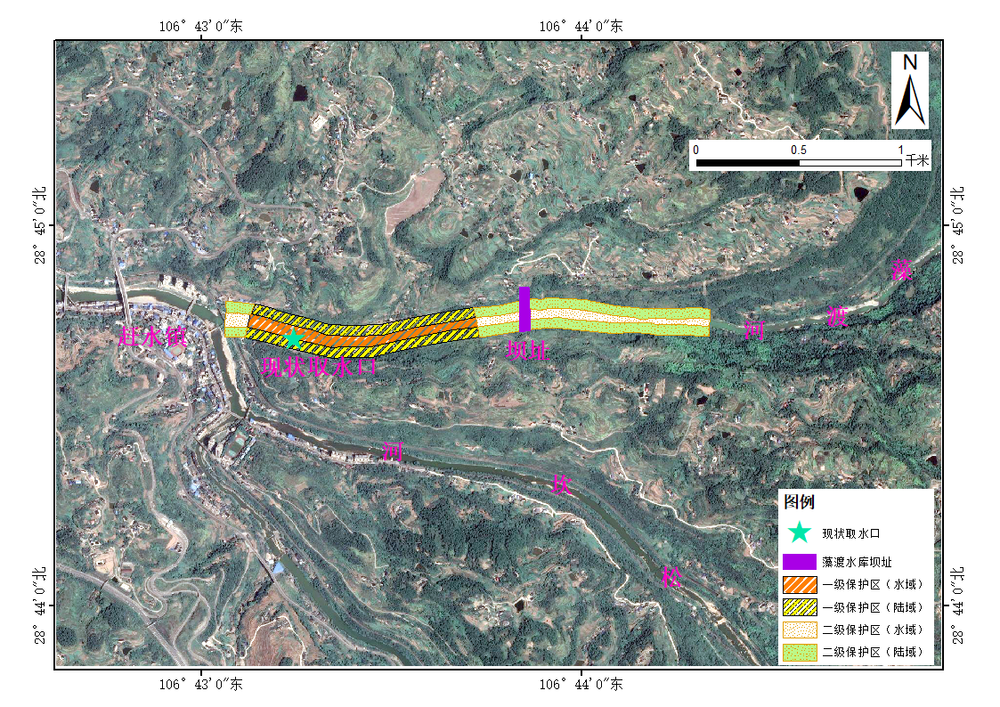 106° 43′0″东
106° 44′0″东
N
0
0.5
1
千米
28° 45′0″北
28° 45′0″北
藻
渡
河
赶水镇
坝址
现状取水口
河
坎
松
图例
现状取水口
藻渡水库坝址
一级保护区（水域）
一级保护区（陆域）
二级保护区（水域）
二级保护区（陆域）
28° 44′0″北
28° 44′0″北
106° 43′0″东
106° 44′0″东